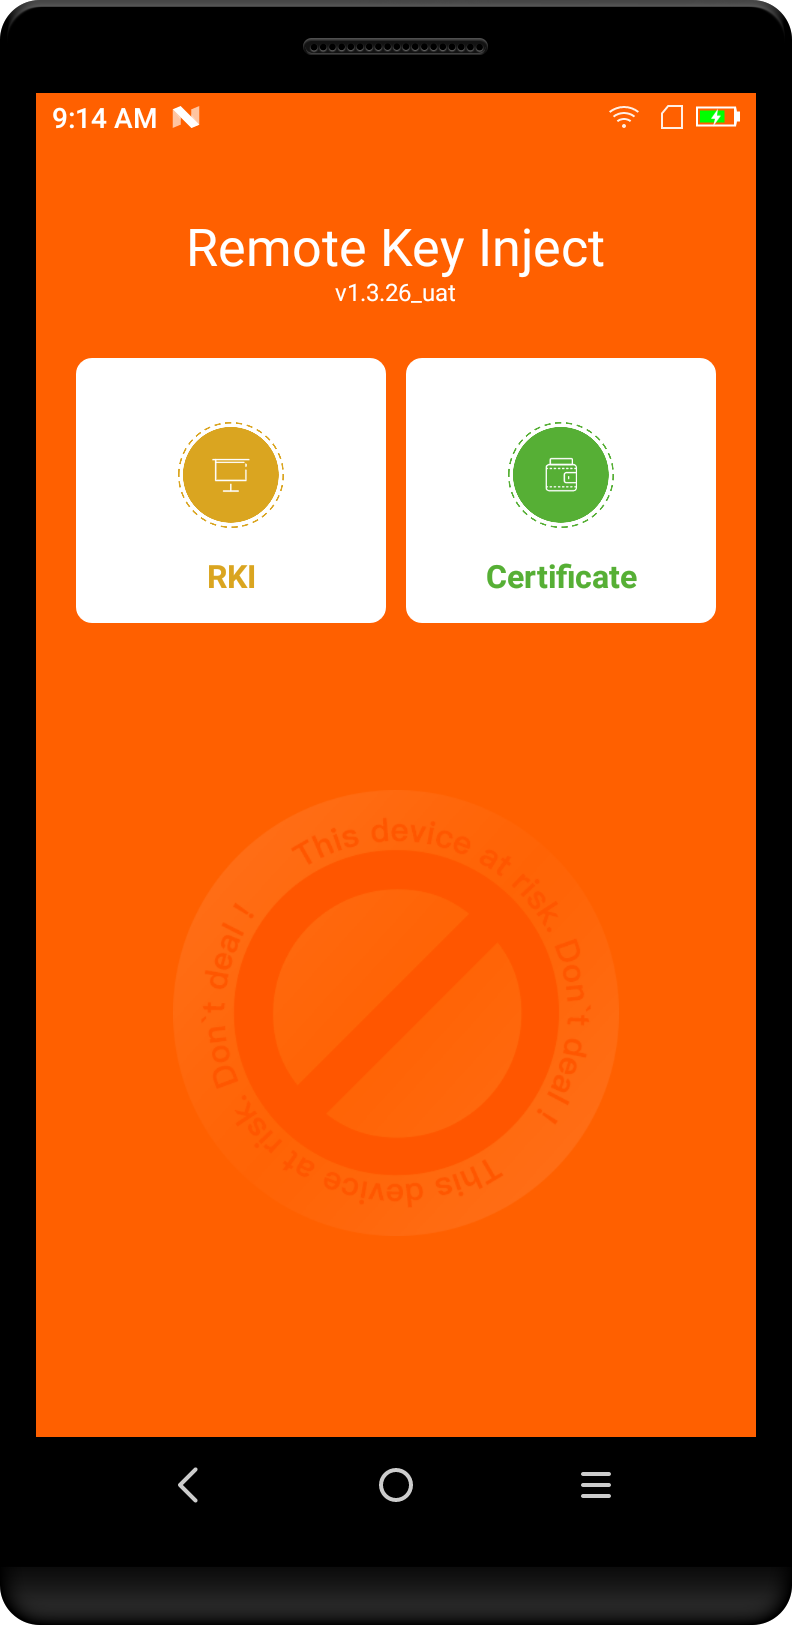 9:14 AM
Remote Key Inject
v1.3.26_uat
RKI
Certificate
This device at risk. Don`t deal !
This device at risk. Don`t deal !